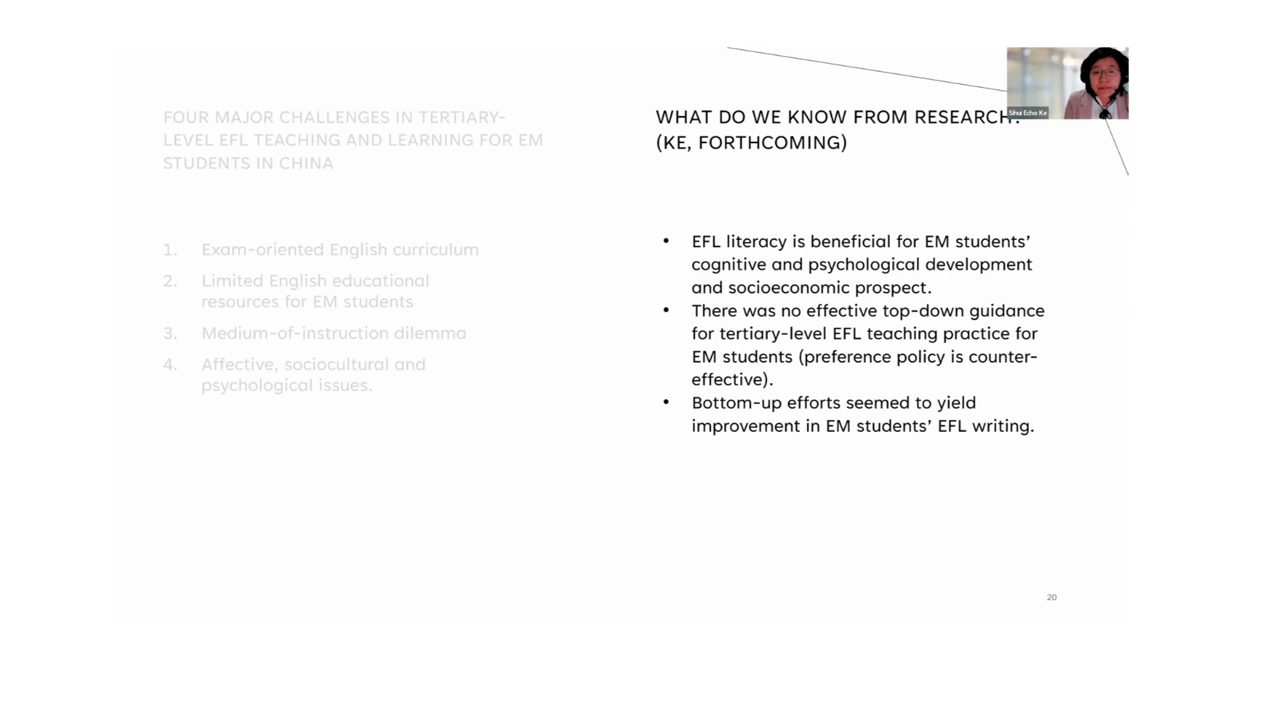 FOUR MAJOR CHALLENGES IN TERTIARY-
LEVEL EFL TEACHING AND LEARNING FOR EM
STUDENTS IN CHINA
1. Exam-oriented English curriculum
2. Limited English educational
resources for EM students
3. Medium-of-instruction dilemma
4. Affective, sociocultural and
psychological issues.
WHAT DO WE KNOW FROM RESEARCH?
(KE, FORTHCOMING)
• EFL literacy is beneficial for EM students’
cognitive and psychological development
and socioeconomic prospect.
• There was no effective top-down guidance
for tertiary-level EFL teaching practice for
EM students (preference policy is counter-
effective).
• Bottom-up efforts seemed to yield
improvement in EM students’ EFL writing.
Sihui Echo Ke
20